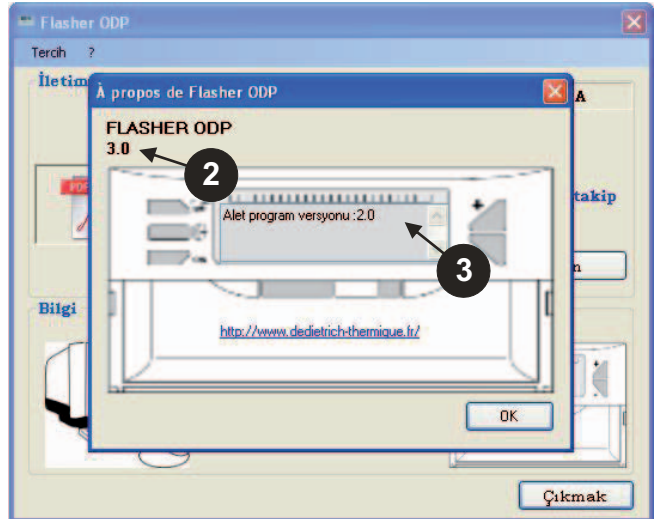 Flasher ODP
Tercih ?
İletim
A
À propos de Flasher ODP
FLASHER ODP
3.0
2
PDF
takip
Alet program versyonu :2.0
3
n
Bilgi
http://www.dedietrich-thermique.fr/
OK
Çıkmak